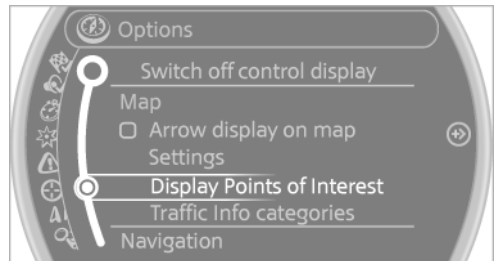 Options
Switch off control display
Map
Arrow display on map
Settings
Display Points of Interest
Traffic Info categories
Navigation